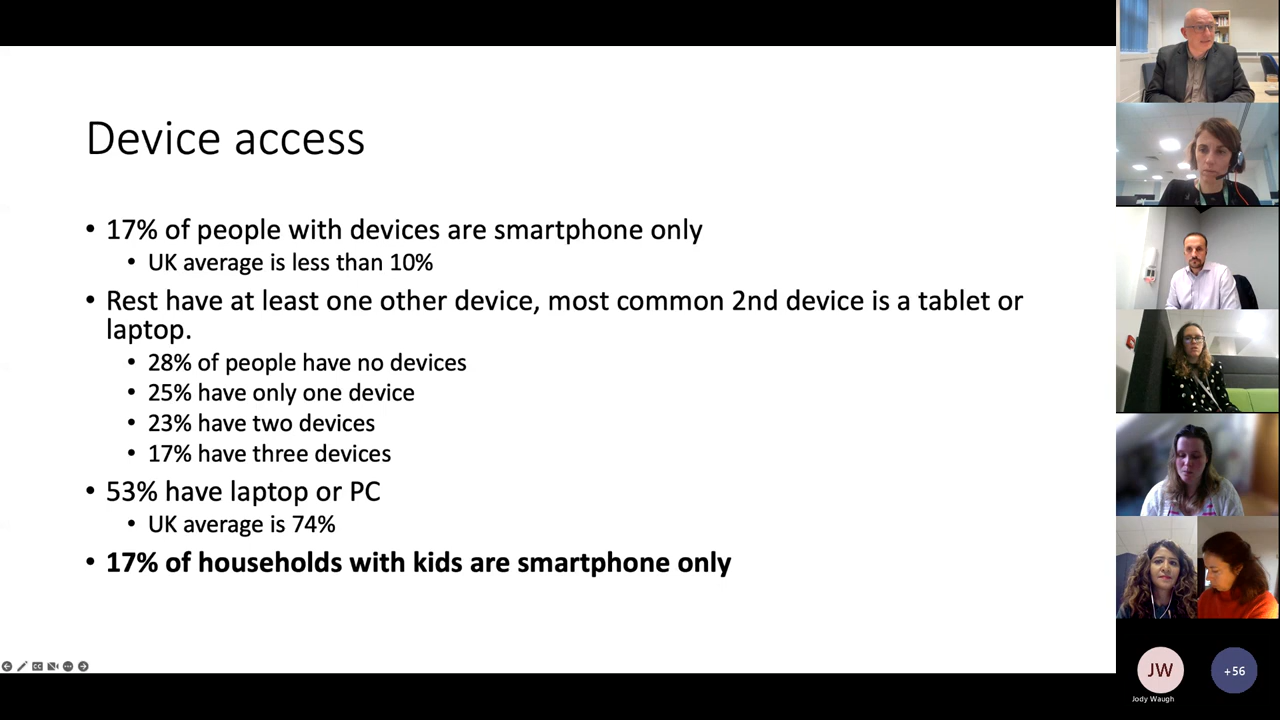 Device access
• 17% of people with devices are smartphone only
• UK average is less than 10%
• Rest have at least one other device, most common 2nd device is a tablet or
laptop.
• 28% of people have no devices
• 25% have only one device
• 23% have two devices
• 17% have three devices
• 53% have laptop or PC
• UK average is 74%
• 17% of households with kids are smartphone only
JW
+56
Jody Waugh